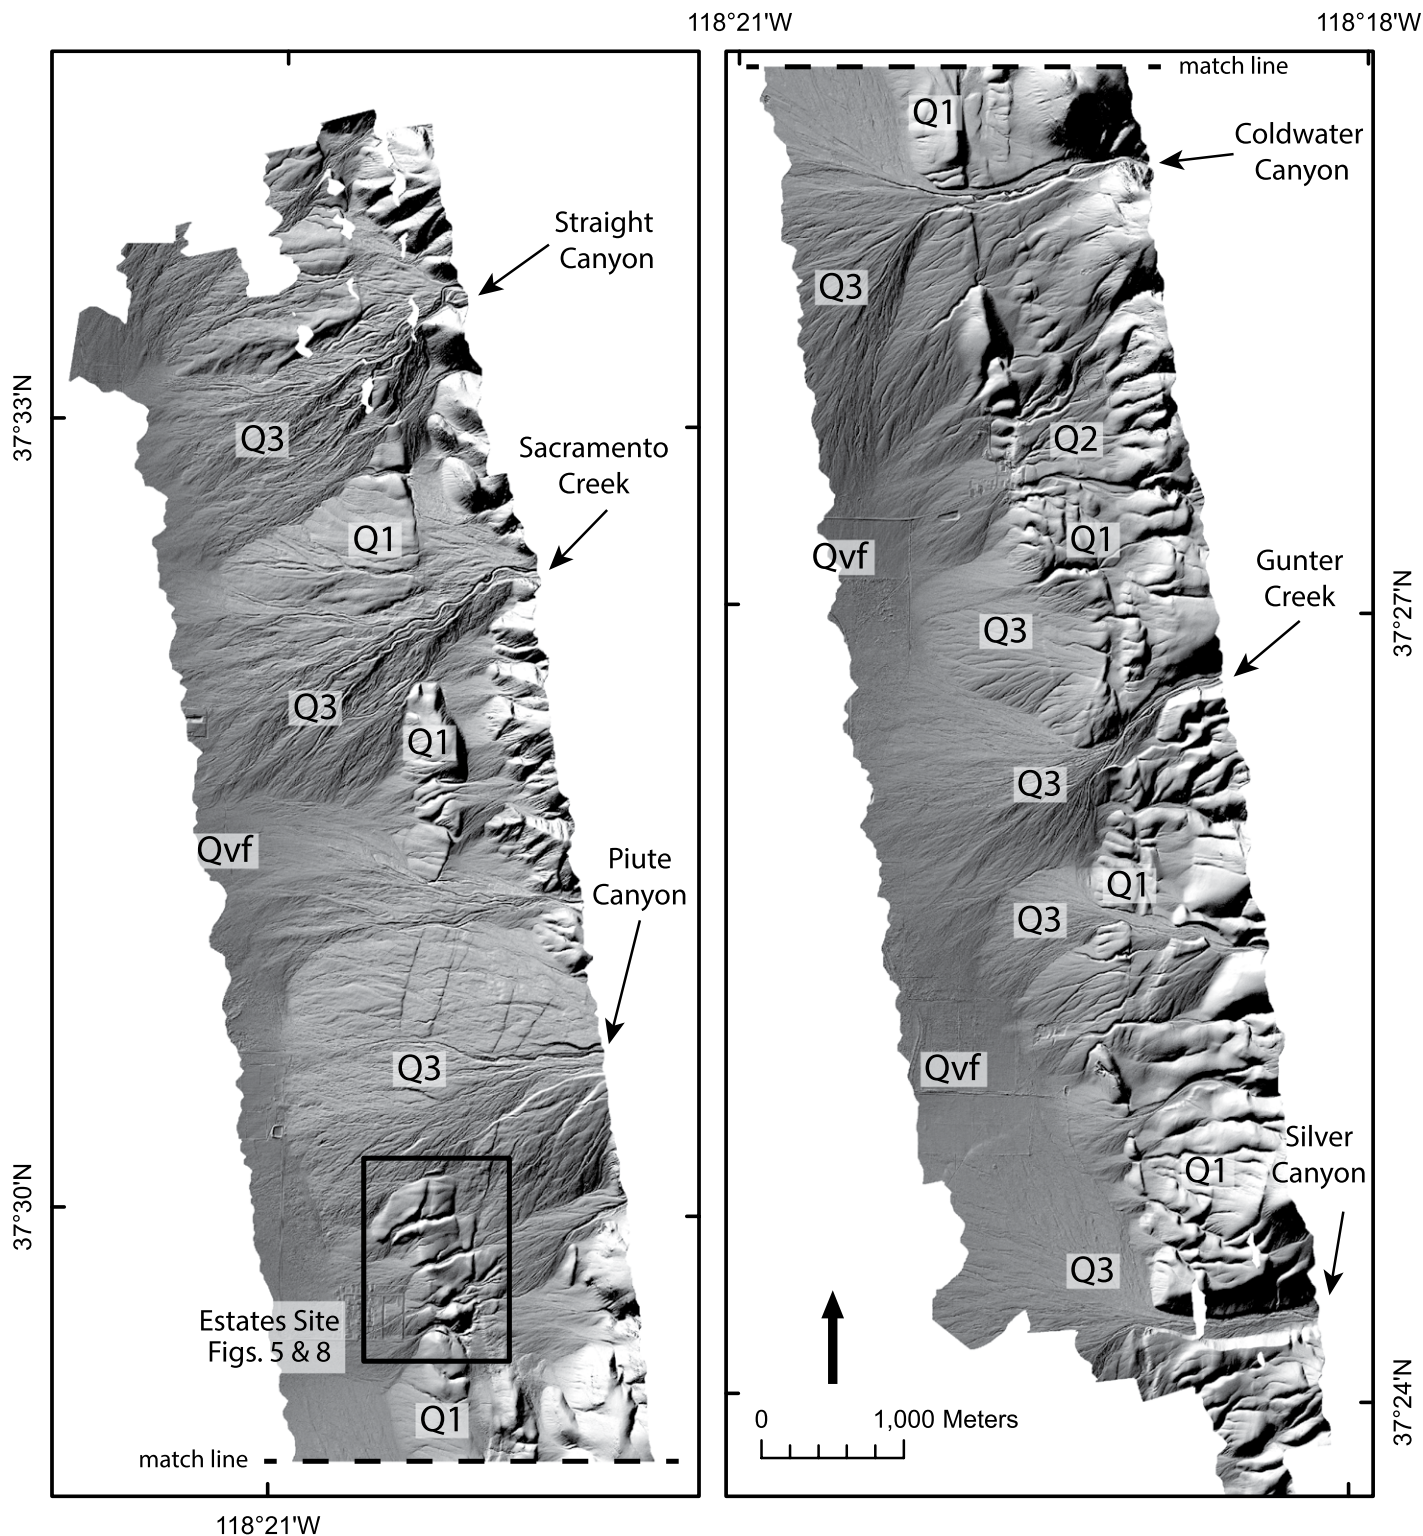 118°21'W
118°18'W
Straight
Canyon
37°33'N
Q3
Sacramento
Creek
Q1
Q3
Q1
Qvf
Piute
Canyon
Q3
37°30'N
Estates Site
Figs. 5 & 8
Q1
match line
118°21'W
match line
Q1
Coldwater
Canyon
Q3
Q2
Q1
Qvf
Gunter
Creek
37°27'N
Q3
Q3
Q1
Q3
Qvf
Silver
Canyon
Q1
Q3
37°24'N
0
1,000 Meters